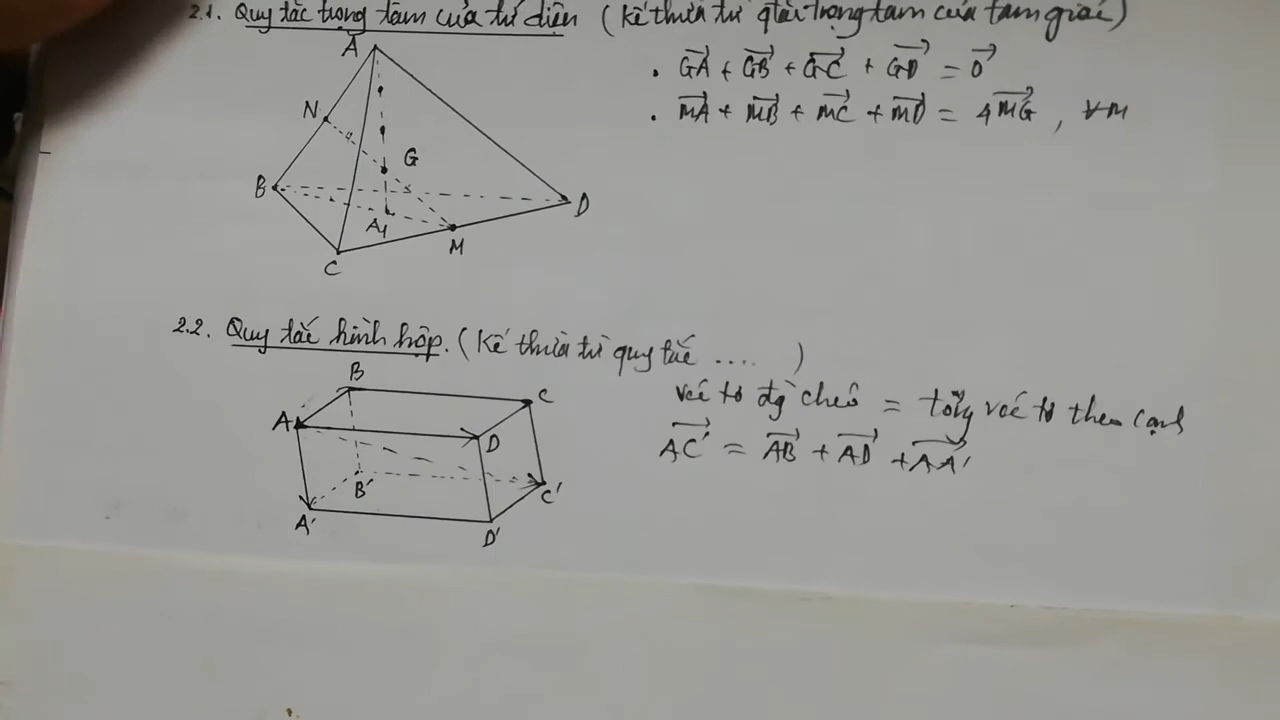 2.1. Quy tắc trọng tâm của tứ diện (Kế thừa từ trọng tâm của tam giác)
A
N
G
B
D
A₁
M
C
. GA + GB + GC + GD = 0
. MA + MB + MC + MD = 4MG, ∀M
2.2. Quy tắc hình hộp. (Kế thừa từ quy tắc .... )
B
C
A
D
B'
C'
A'
D'
véc tơ đg chéo = tổng véc tơ theo cạnh
AC' = AB + AD + AA'